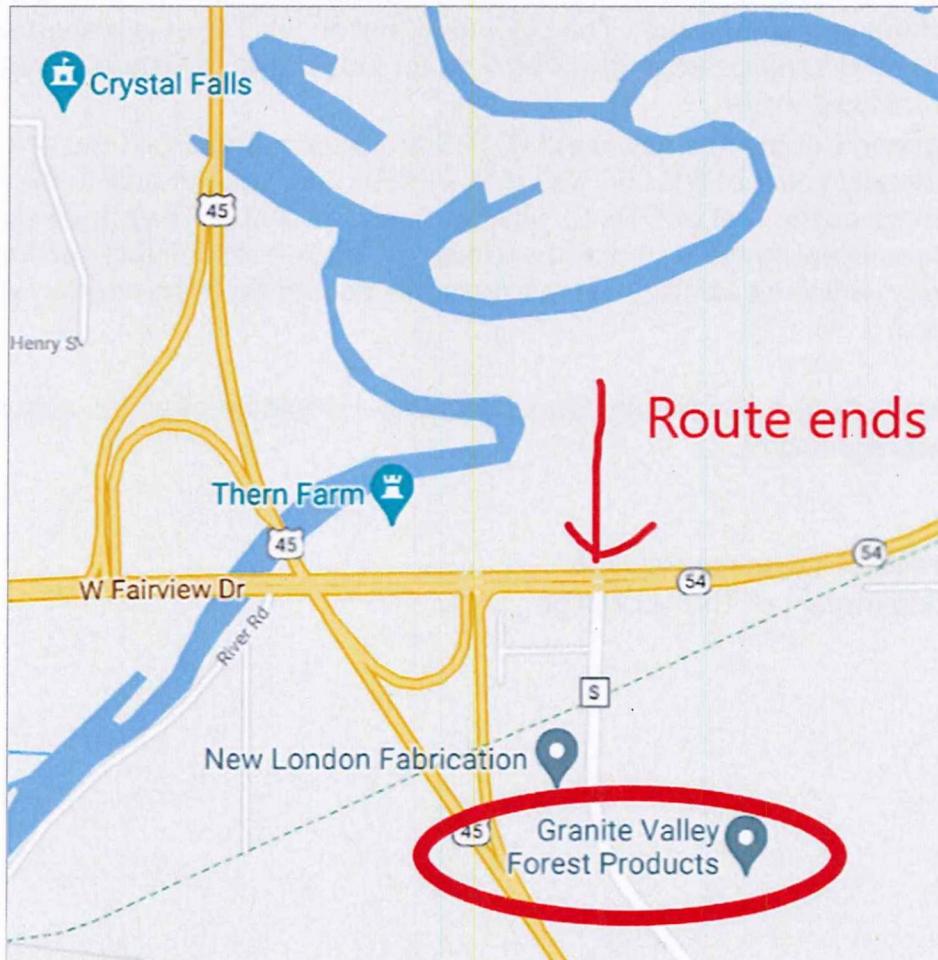 Crystal Falls
45
Henry S
Route ends
Thern Farm
45
54
54
W Fairview Dr
River Rd
S
New London Fabrication
45
Granite Valley
Forest Products